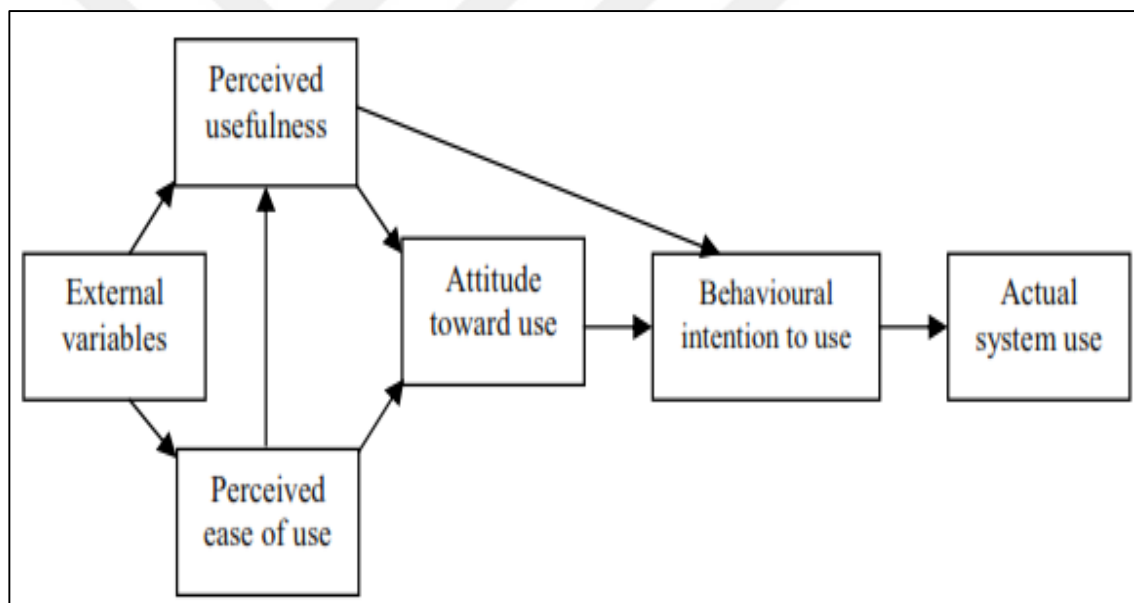 Perceived
usefulness
External
variables
Attitude
toward use
Behavioural
intention to use
Actual
system use
Perceived
ease of use